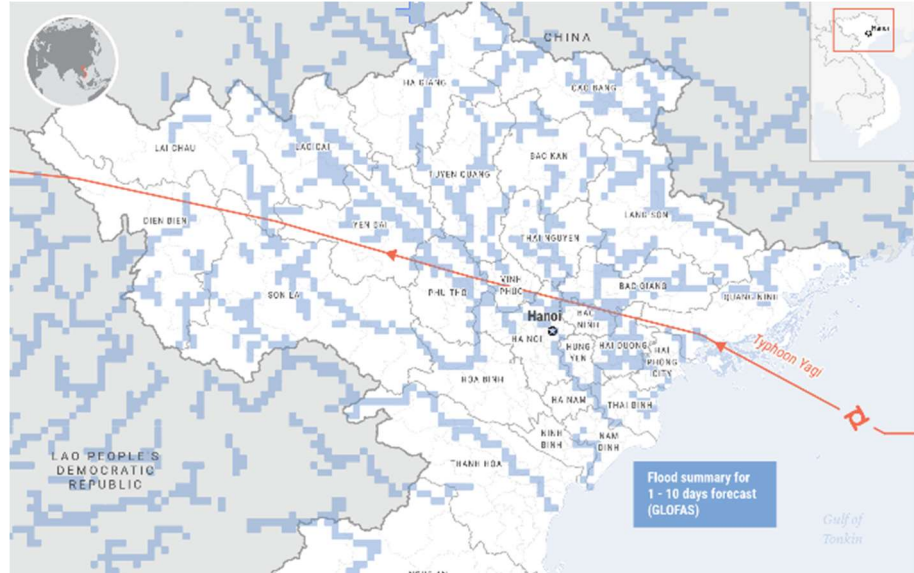 CHINA
Hanoi
HA GIANG
CAO BANG
LAI CHAU
LAO CAI
BAC KAN
TUYEN QUANG
LANG SON
DIEN BIEN
YEN BAI
THAI NGUYEN
SON LA
PHU THO
VINH
PHUC
BAC GIANG
QUANG NINH
Hanoi
BAC
NINH
HA NOI
HUNG
YEN
HAI DUONG
HAI
PHONG
CITY
Typhoon Yagi
HOA BINH
HA NAM
THAI BINH
NINH
BINH
NAM
DINH
LAO PEOPLE'S
DEMOCRATIC
REPUBLIC
THANH HOA
Flood summary for
1 - 10 days forecast
(GLOFAS)
Gulf of
Tonkin